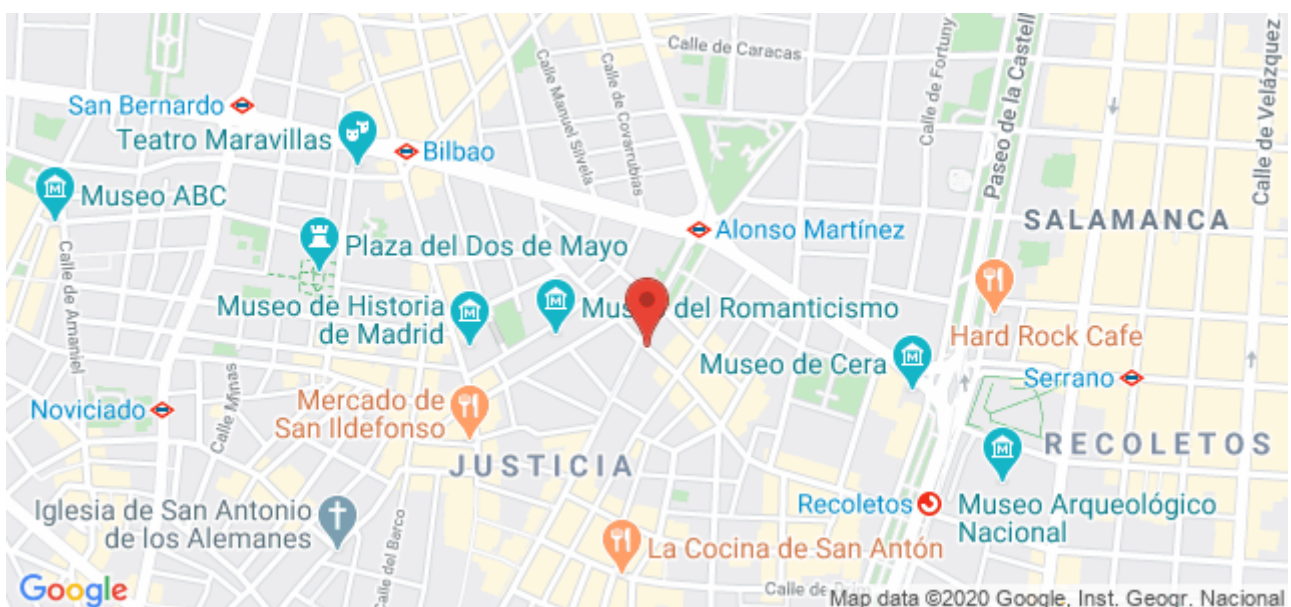 Calle de Caracas
Calle de Fortuny
Paseo de la Castell
Calle de Velázquez
San Bernardo
Teatro Maravillas
Bilbao
Calle Manuel Silvela
Calle de Covarrubias
Museo ABC
Alonso Martínez
SALAMANCA
Plaza del Dos de Mayo
Calle de Amaniel
Museo de Historia
de Madrid
Museo del Romanticismo
Hard Rock Cafe
Museo de Cera
Serrano
Noviciado
Calle Minas
Mercado de
San Ildefonso
JUSTICIA
RECOLETOS
Iglesia de San Antonio
de los Alemanes
Calle del Barco
Recoletos
Museo Arqueológico
Nacional
La Cocina de San Antón
Calle de
Google
Map data ©2020 Google, Inst. Geogr. Nacional